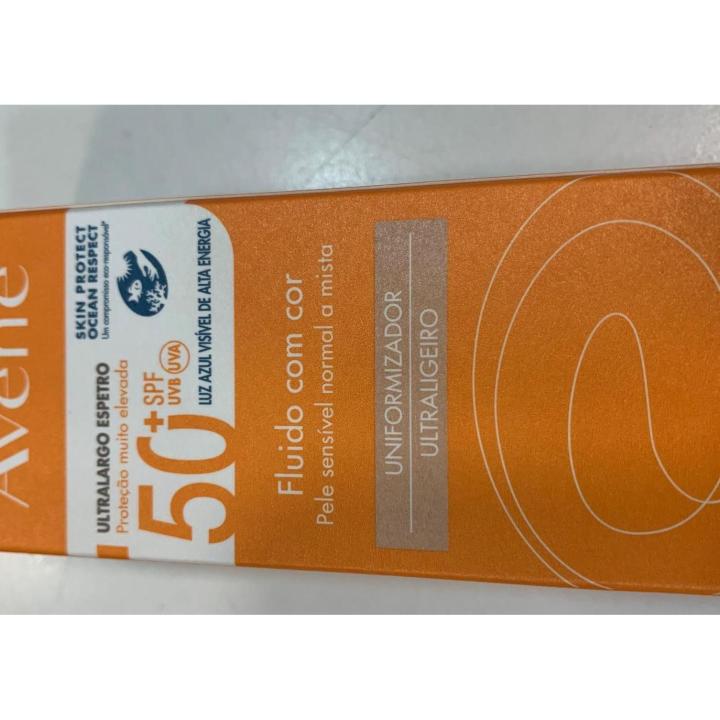 Avène
ULTRALARGO ESPETRO
Proteção muito elevada
50+
SPF
UVB UVA
SKIN PROTECT
OCEAN RESPECT
Um compromisso eco-responsável*
LUZ AZUL VISÍVEL DE ALTA ENERGIA
Fluido com cor
Pele sensível normal a mista
UNIFORMIZADOR
ULTRALIGEIRO